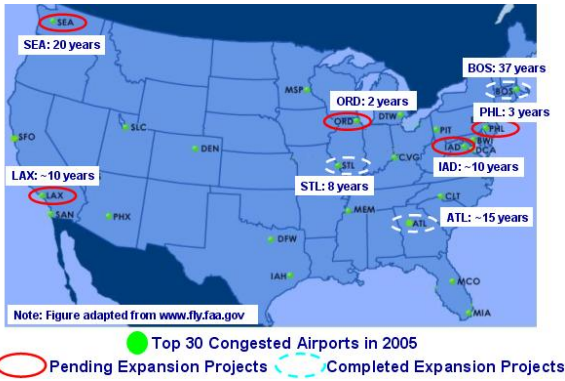 SEA
SEA: 20 years
BOS: 37 years
MSP
BOS
ORD: 2 years
PHL: 3 years
ORD
DTW
SFO
SLC
PIT
PHL
DEN
IAD
BWI
DCA
CVG
STL
LAX: ~10 years
IAD: ~10 years
STL: 8 years
LAX
CLT
SAN
PHX
MEM
ATL: ~15 years
ATL
DFW
IAH
MCO
Note: Figure adapted from www.fly.faa.gov
MIA
Top 30 Congested Airports in 2005
Pending Expansion Projects
Completed Expansion Projects